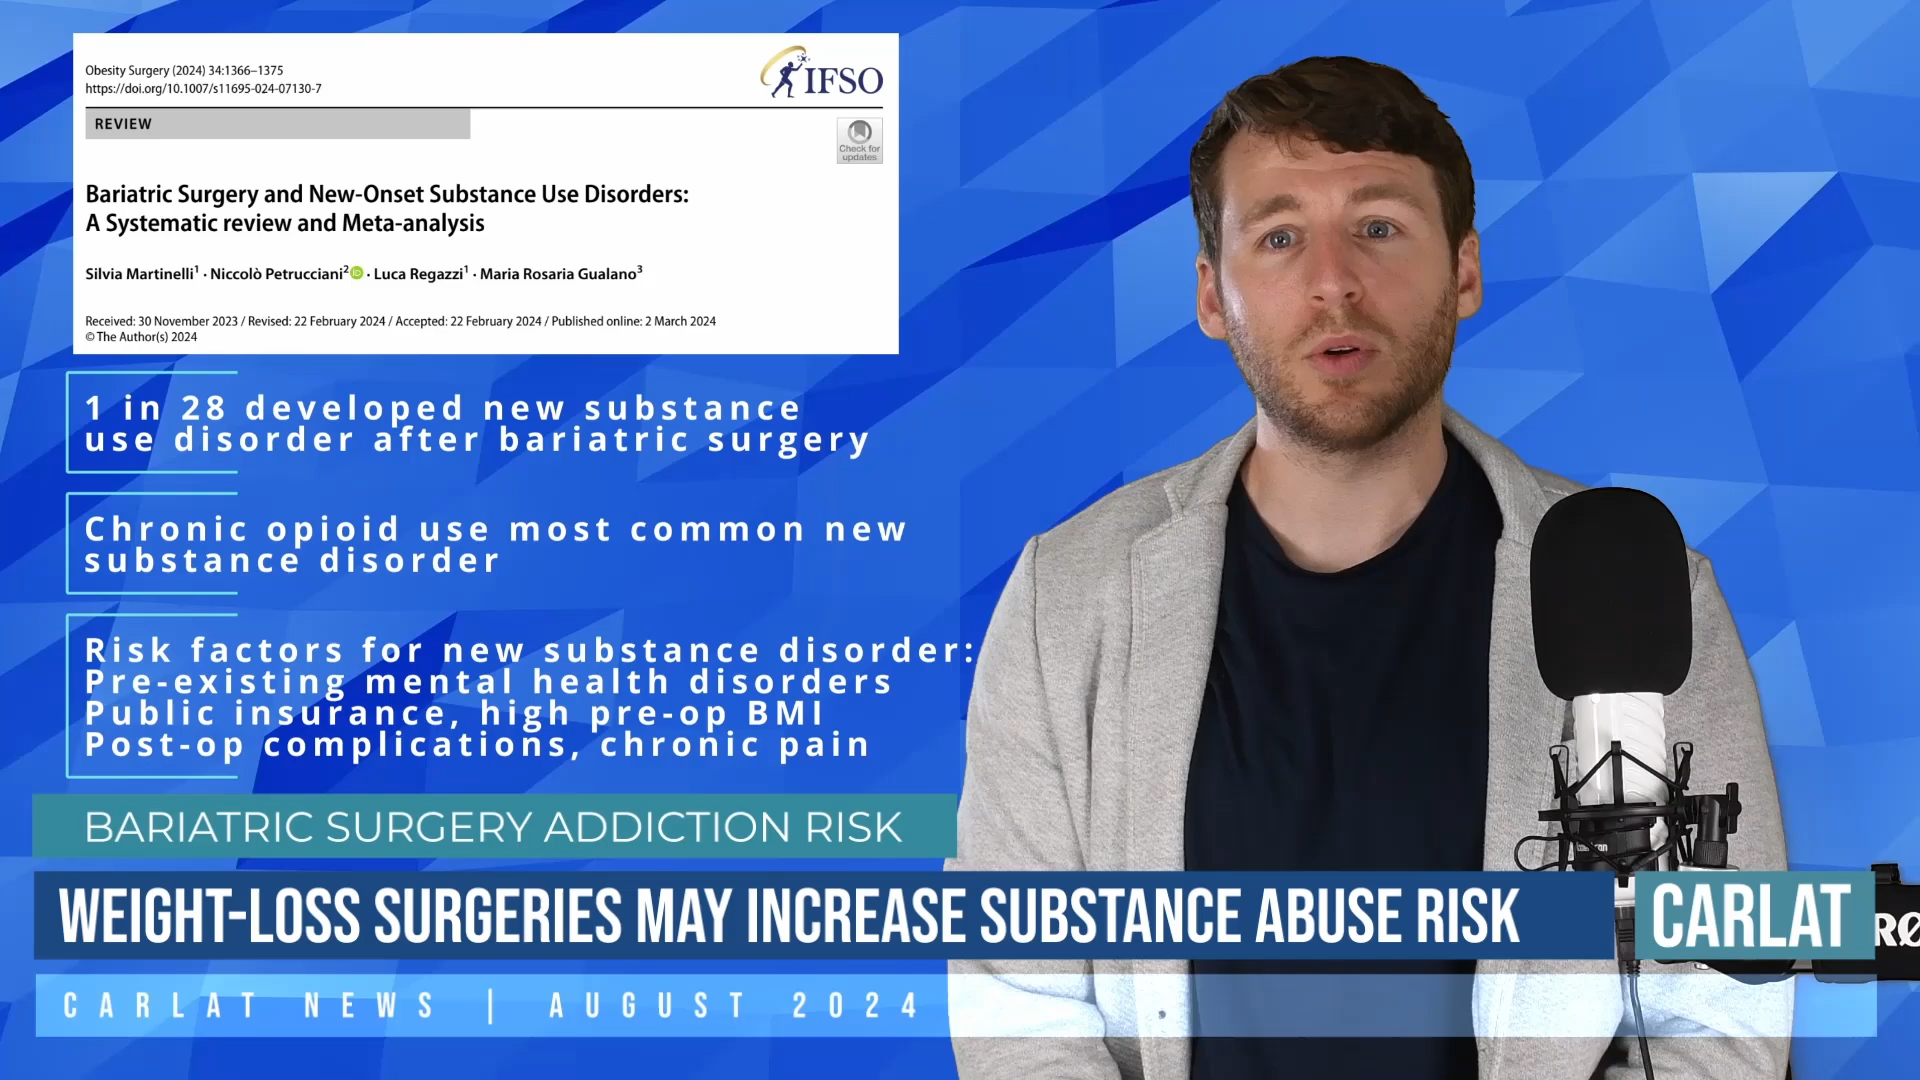 Obesity Surgery (2024) 34:1366–1375
https://doi.org/10.1007/s11695-024-07130-7
IFSO
REVIEW
Check for
updates
Bariatric Surgery and New-Onset Substance Use Disorders:
A Systematic review and Meta-analysis
Silvia Martinelli1 · Niccolò Petrucciani2 · Luca Regazzi1 · Maria Rosaria Gualano3
Received: 30 November 2023 / Revised: 22 February 2024 / Accepted: 22 February 2024 / Published online: 2 March 2024
© The Author(s) 2024
1 in 28 developed new substance
use disorder after bariatric surgery
Chronic opioid use most common new
substance disorder
Risk factors for new substance disorder:
Pre-existing mental health disorders
Public insurance, high pre-op BMI
Post-op complications, chronic pain
BARIATRIC SURGERY ADDICTION RISK
WEIGHT-LOSS SURGERIES MAY INCREASE SUBSTANCE ABUSE RISK
CARLAT
RØ
CARLAT NEWS | AUGUST 2024